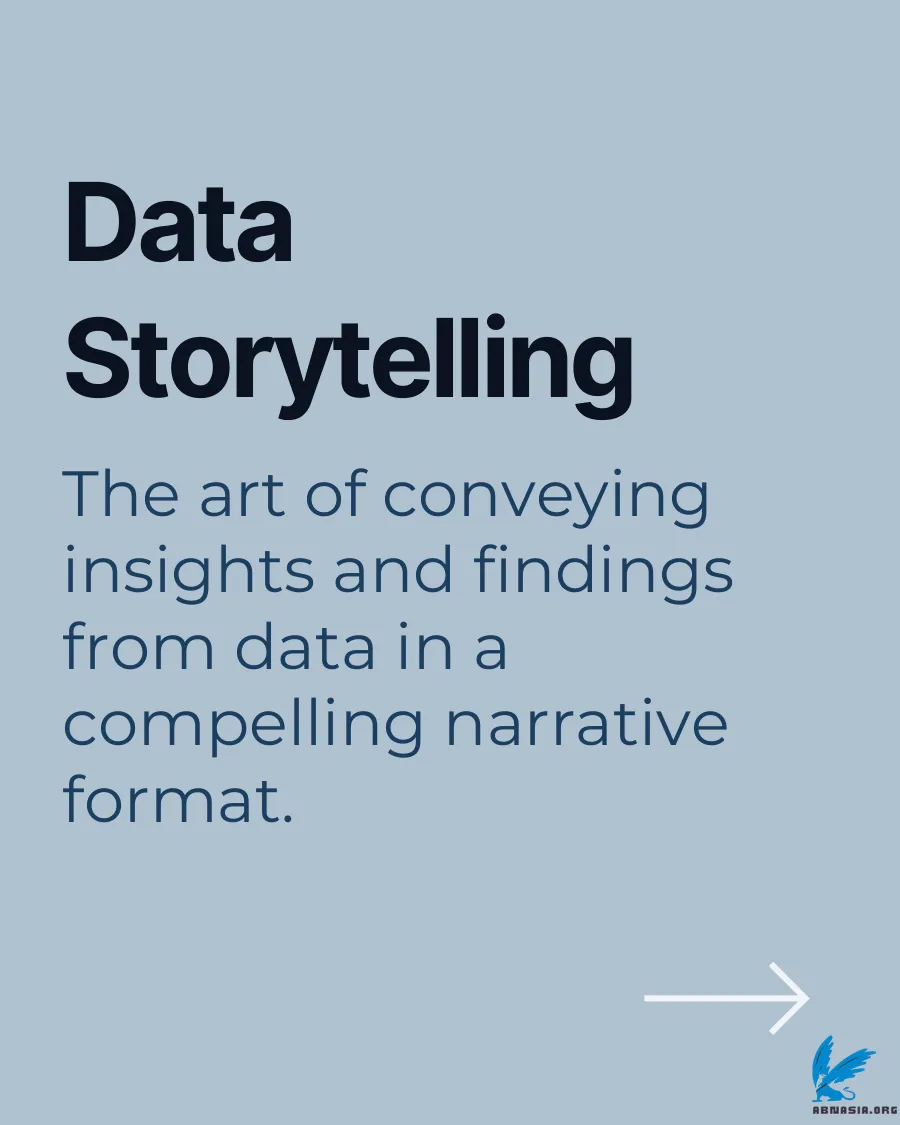 Data
Storytelling
The art of conveying
insights and findings
from data in a
compelling narrative
format.
ABNASIA.ORG